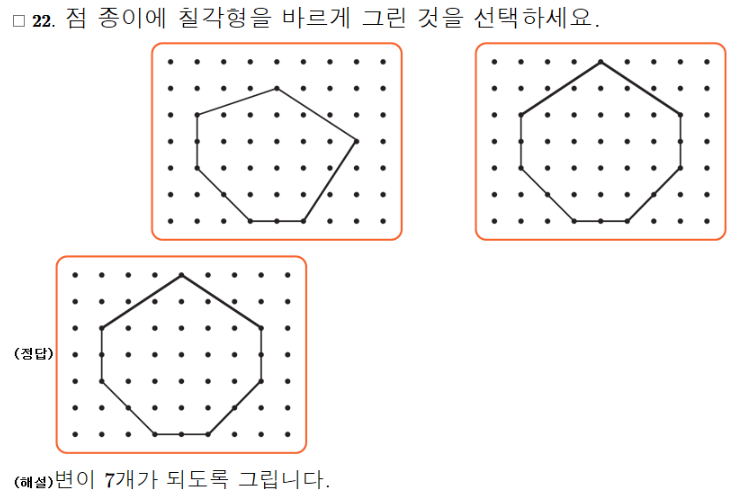 □ 22. 점 종이에 칠각형을 바르게 그린 것을 선택하세요.
(정답)
(해설)변이 7개가 되도록 그립니다.